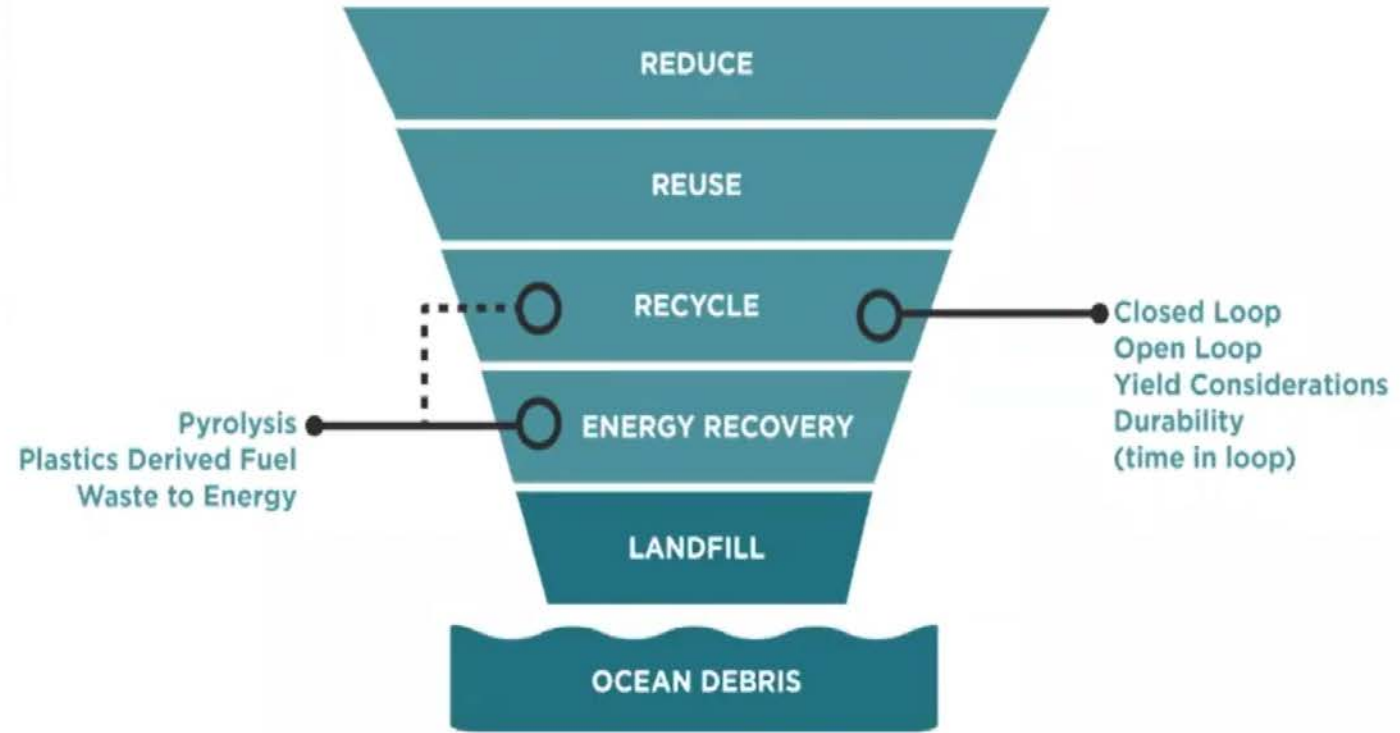 REDUCE
REUSE
RECYCLE
Closed Loop
Open Loop
Yield Considerations
Durability
(time in loop)
Pyrolysis
Plastics Derived Fuel
Waste to Energy
ENERGY RECOVERY
LANDFILL
OCEAN DEBRIS